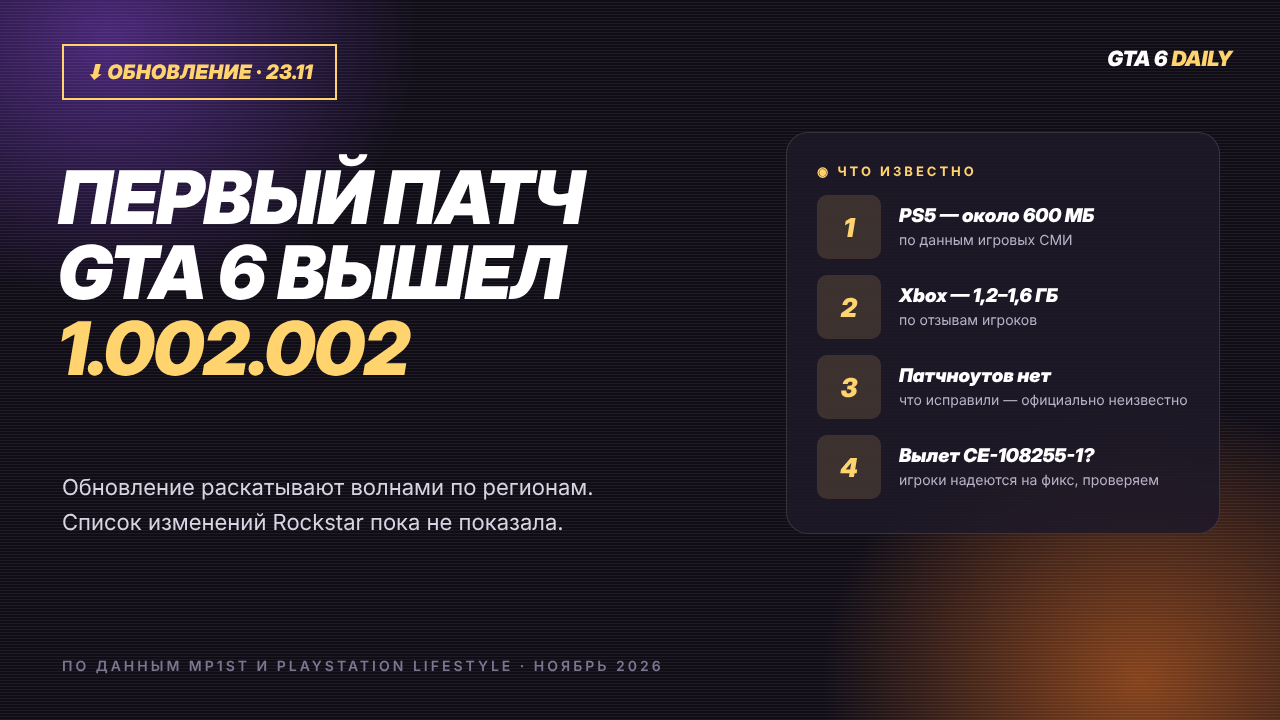 ⬇ ОБНОВЛЕНИЕ · 23.11
GTA 6 DAILY
ПЕРВЫЙ ПАТЧ
GTA 6 ВЫШЕЛ
1.002.002
Обновление раскатывают волнами по регионам.
Список изменений Rockstar пока не показала.
◉ ЧТО ИЗВЕСТНО
1
PS5 — около 600 МБ
по данным игровых СМИ
2
Xbox — 1,2–1,6 ГБ
по отзывам игроков
3
Патчноутов нет
что исправили — официально неизвестно
4
Вылет CE-108255-1?
игроки надеются на фикс, проверяем
ПО ДАННЫМ MP1ST И PLAYSTATION LIFESTYLE · НОЯБРЬ 2026